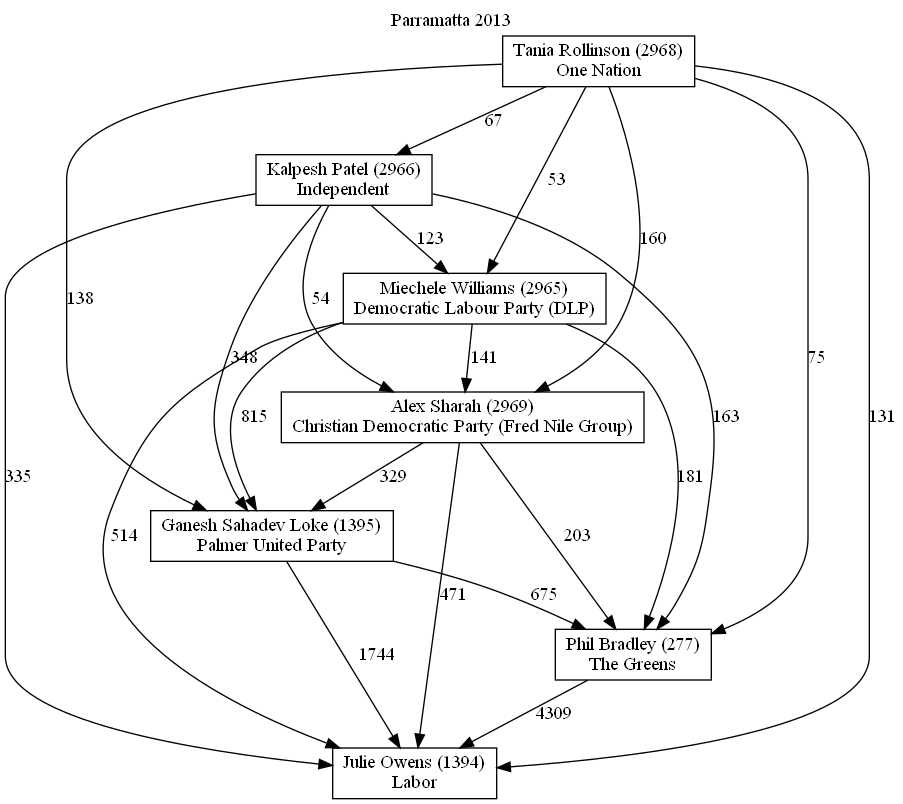 Parramatta 2013
Tania Rollinson (2968)
One Nation
67
Kalpesh Patel (2966)
Independent
53
123
160
138
Miechele Williams (2965)
Democratic Labour Party (DLP)
54
348
141
75
Alex Sharah (2969)
Christian Democratic Party (Fred Nile Group)
815
163
131
335
329
181
Ganesh Sahadev Loke (1395)
Palmer United Party
514
203
471
675
Phil Bradley (277)
The Greens
1744
4309
Julie Owens (1394)
Labor